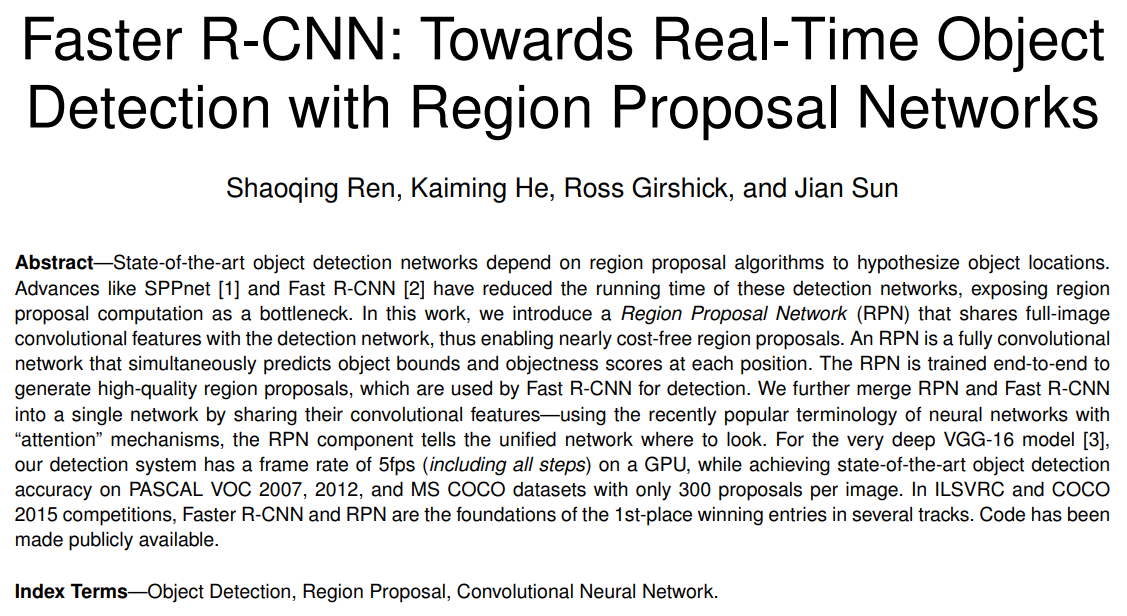 Faster R-CNN: Towards Real-Time Object
Detection with Region Proposal Networks
Shaoqing Ren, Kaiming He, Ross Girshick, and Jian Sun
Abstract—State-of-the-art object detection networks depend on region proposal algorithms to hypothesize object locations.
Advances like SPPnet [1] and Fast R-CNN [2] have reduced the running time of these detection networks, exposing region
proposal computation as a bottleneck. In this work, we introduce a Region Proposal Network (RPN) that shares full-image
convolutional features with the detection network, thus enabling nearly cost-free region proposals. An RPN is a fully convolutional
network that simultaneously predicts object bounds and objectness scores at each position. The RPN is trained end-to-end to
generate high-quality region proposals, which are used by Fast R-CNN for detection. We further merge RPN and Fast R-CNN
into a single network by sharing their convolutional features—using the recently popular terminology of neural networks with
“attention” mechanisms, the RPN component tells the unified network where to look. For the very deep VGG-16 model [3],
our detection system has a frame rate of 5fps (including all steps) on a GPU, while achieving state-of-the-art object detection
accuracy on PASCAL VOC 2007, 2012, and MS COCO datasets with only 300 proposals per image. In ILSVRC and COCO
2015 competitions, Faster R-CNN and RPN are the foundations of the 1st-place winning entries in several tracks. Code has been
made publicly available.
Index Terms—Object Detection, Region Proposal, Convolutional Neural Network.